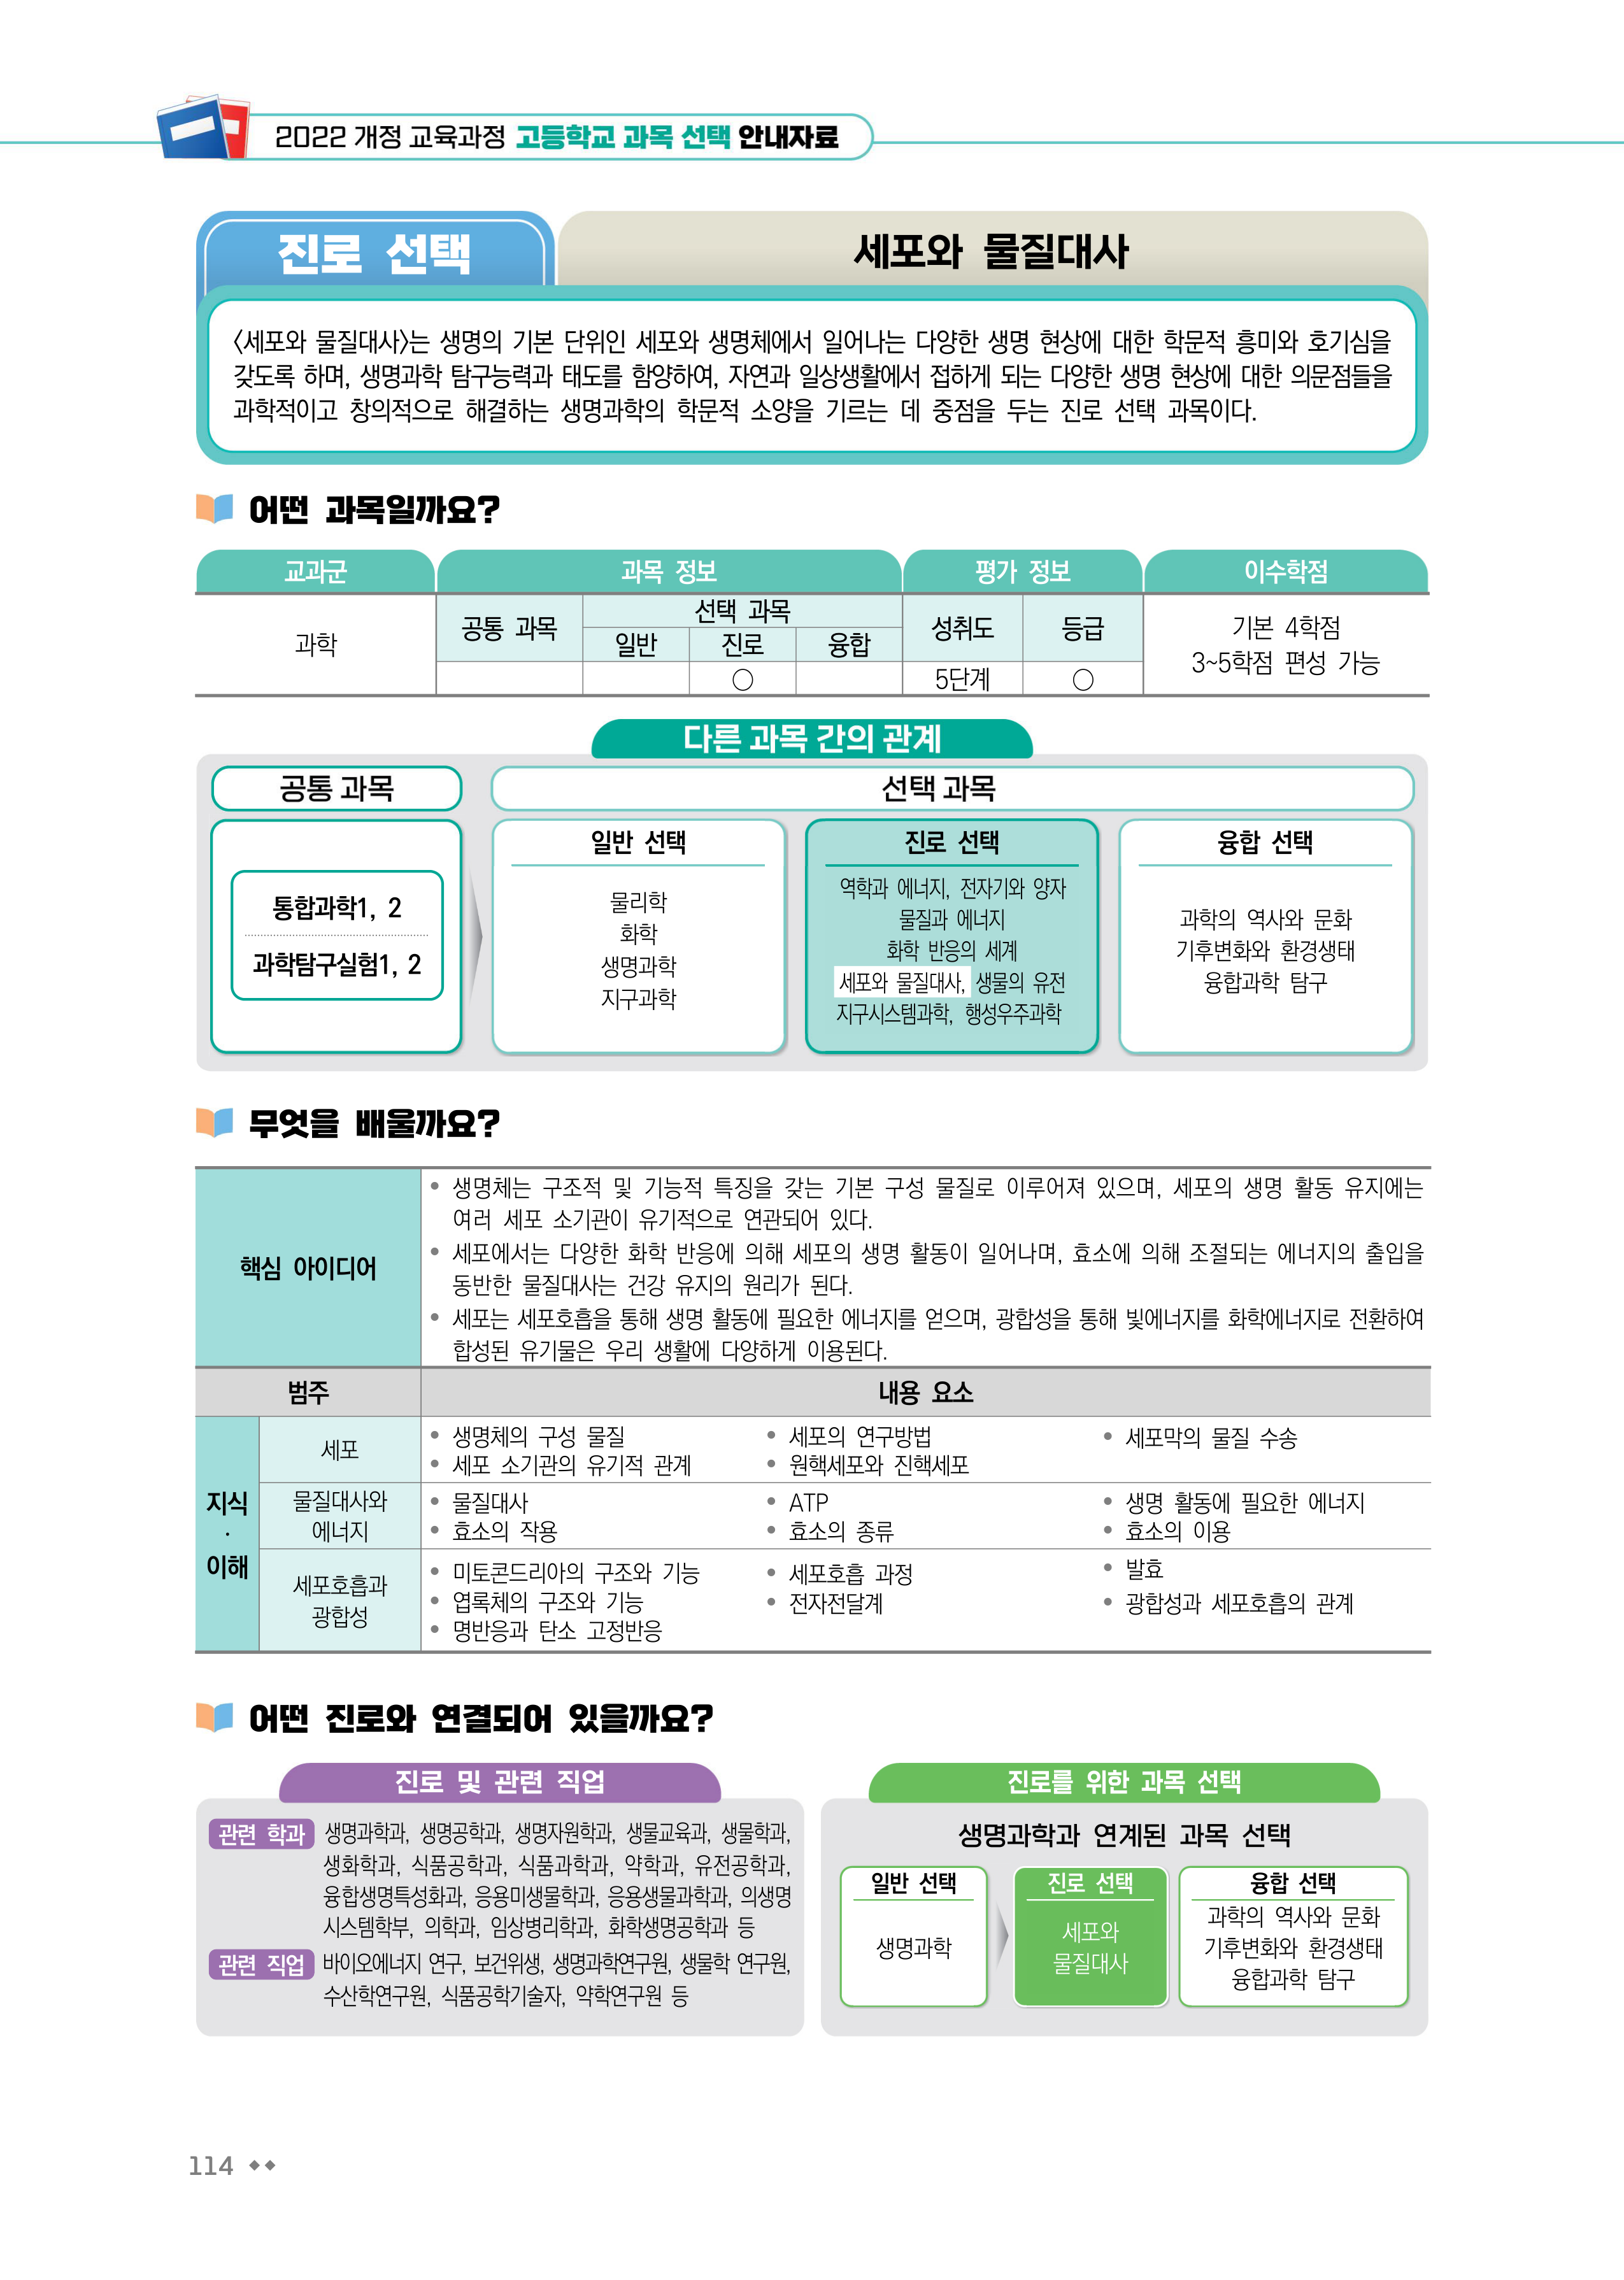 2022 개정 교육과정 고등학교 과목 선택 안내자료
진로 선택
세포와 물질대사
〈세포와 물질대사〉는 생명의 기본 단위인 세포와 생명체에서 일어나는 다양한 생명 현상에 대한 학문적 흥미와 호기심을
갖도록 하며, 생명과학 탐구능력과 태도를 함양하여, 자연과 일상생활에서 접하게 되는 다양한 생명 현상에 대한 의문점들을
과학적이고 창의적으로 해결하는 생명과학의 학문적 소양을 기르는 데 중점을 두는 진로 선택 과목이다.
어떤 과목일까요?
교과군 과목 정보 평가 정보 이수학점
과학
공통 과목
선택 과목
일반 진로 융합
○
성취도 등급
5단계 ○
기본 4학점
3~5학점 편성 가능
다른 과목 간의 관계
공통 과목
선택 과목
통합과학1, 2
과학탐구실험1, 2
일반 선택
물리학
화학
생명과학
지구과학
진로 선택
역학과 에너지, 전자기와 양자
물질과 에너지
화학 반응의 세계
세포와 물질대사, 생물의 유전
지구시스템과학, 행성우주과학
융합 선택
과학의 역사와 문화
기후변화와 환경생태
융합과학 탐구
무엇을 배울까요?
핵심 아이디어
• 생명체는 구조적 및 기능적 특징을 갖는 기본 구성 물질로 이루어져 있으며, 세포의 생명 활동 유지에는
여러 세포 소기관이 유기적으로 연관되어 있다.
• 세포에서는 다양한 화학 반응에 의해 세포의 생명 활동이 일어나며, 효소에 의해 조절되는 에너지의 출입을
동반한 물질대사는 건강 유지의 원리가 된다.
• 세포는 세포호흡을 통해 생명 활동에 필요한 에너지를 얻으며, 광합성을 통해 빛에너지를 화학에너지로 전환하여
합성된 유기물은 우리 생활에 다양하게 이용된다.
범주 내용 요소
지식
·
이해
세포
• 생명체의 구성 물질 • 세포의 연구방법 • 세포막의 물질 수송
• 세포 소기관의 유기적 관계 • 원핵세포와 진핵세포
물질대사와
에너지
• 물질대사 • ATP • 생명 활동에 필요한 에너지
• 효소의 작용 • 효소의 종류 • 효소의 이용
세포호흡과
광합성
• 미토콘드리아의 구조와 기능 • 세포호흡 과정 • 발효
• 엽록체의 구조와 기능 • 전자전달계 • 광합성과 세포호흡의 관계
• 명반응과 탄소 고정반응
어떤 진로와 연결되어 있을까요?
진로 및 관련 직업
관련 학과 생명과학과, 생명공학과, 생명자원학과, 생물교육과, 생물학과,
생화학과, 식품공학과, 식품과학과, 약학과, 유전공학과,
융합생명특성화과, 응용미생물학과, 응용생물과학과, 의생명
시스템학부, 의학과, 임상병리학과, 화학생명공학과 등
관련 직업 바이오에너지 연구, 보건위생, 생명과학연구원, 생물학 연구원,
수산학연구원, 식품공학기술자, 약학연구원 등
진로를 위한 과목 선택
생명과학과 연계된 과목 선택
일반 선택
생명과학
진로 선택
세포와
물질대사
융합 선택
과학의 역사와 문화
기후변화와 환경생태
융합과학 탐구
114